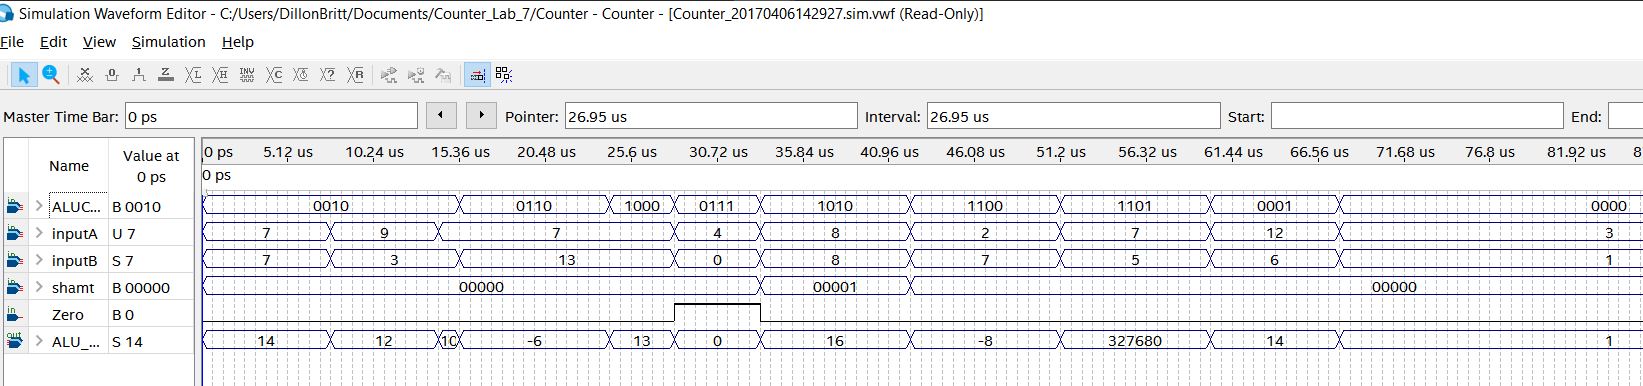 Simulation Waveform Editor - C:/Users/DillonBritt/Documents/Counter_Lab_7/Counter - Counter - [Counter_20170406142927.sim.vwf (Read-Only)]
File Edit View Simulation Help
Master Time Bar: 0 ps Pointer: 26.95 us Interval: 26.95 us Start: End:
Name Value at 0 ps
0 ps 5.12 us 10.24 us 15.36 us 20.48 us 25.6 us 30.72 us 35.84 us 40.96 us 46.08 us 51.2 us 56.32 us 61.44 us 66.56 us 71.68 us 76.8 us 81.92 us
0 ps
ALUC... B 0010 0010 0110 1000 0111 1010 1100 1101 0001 0000
inputA U 7 7 9 7 4 8 2 7 12 3
inputB S 7 7 3 13 0 8 7 5 6 1
shamt B 00000 00000 00001 00000
Zero B 0
ALU_... S 14 14 12 10 -6 13 0 16 -8 327680 14 1